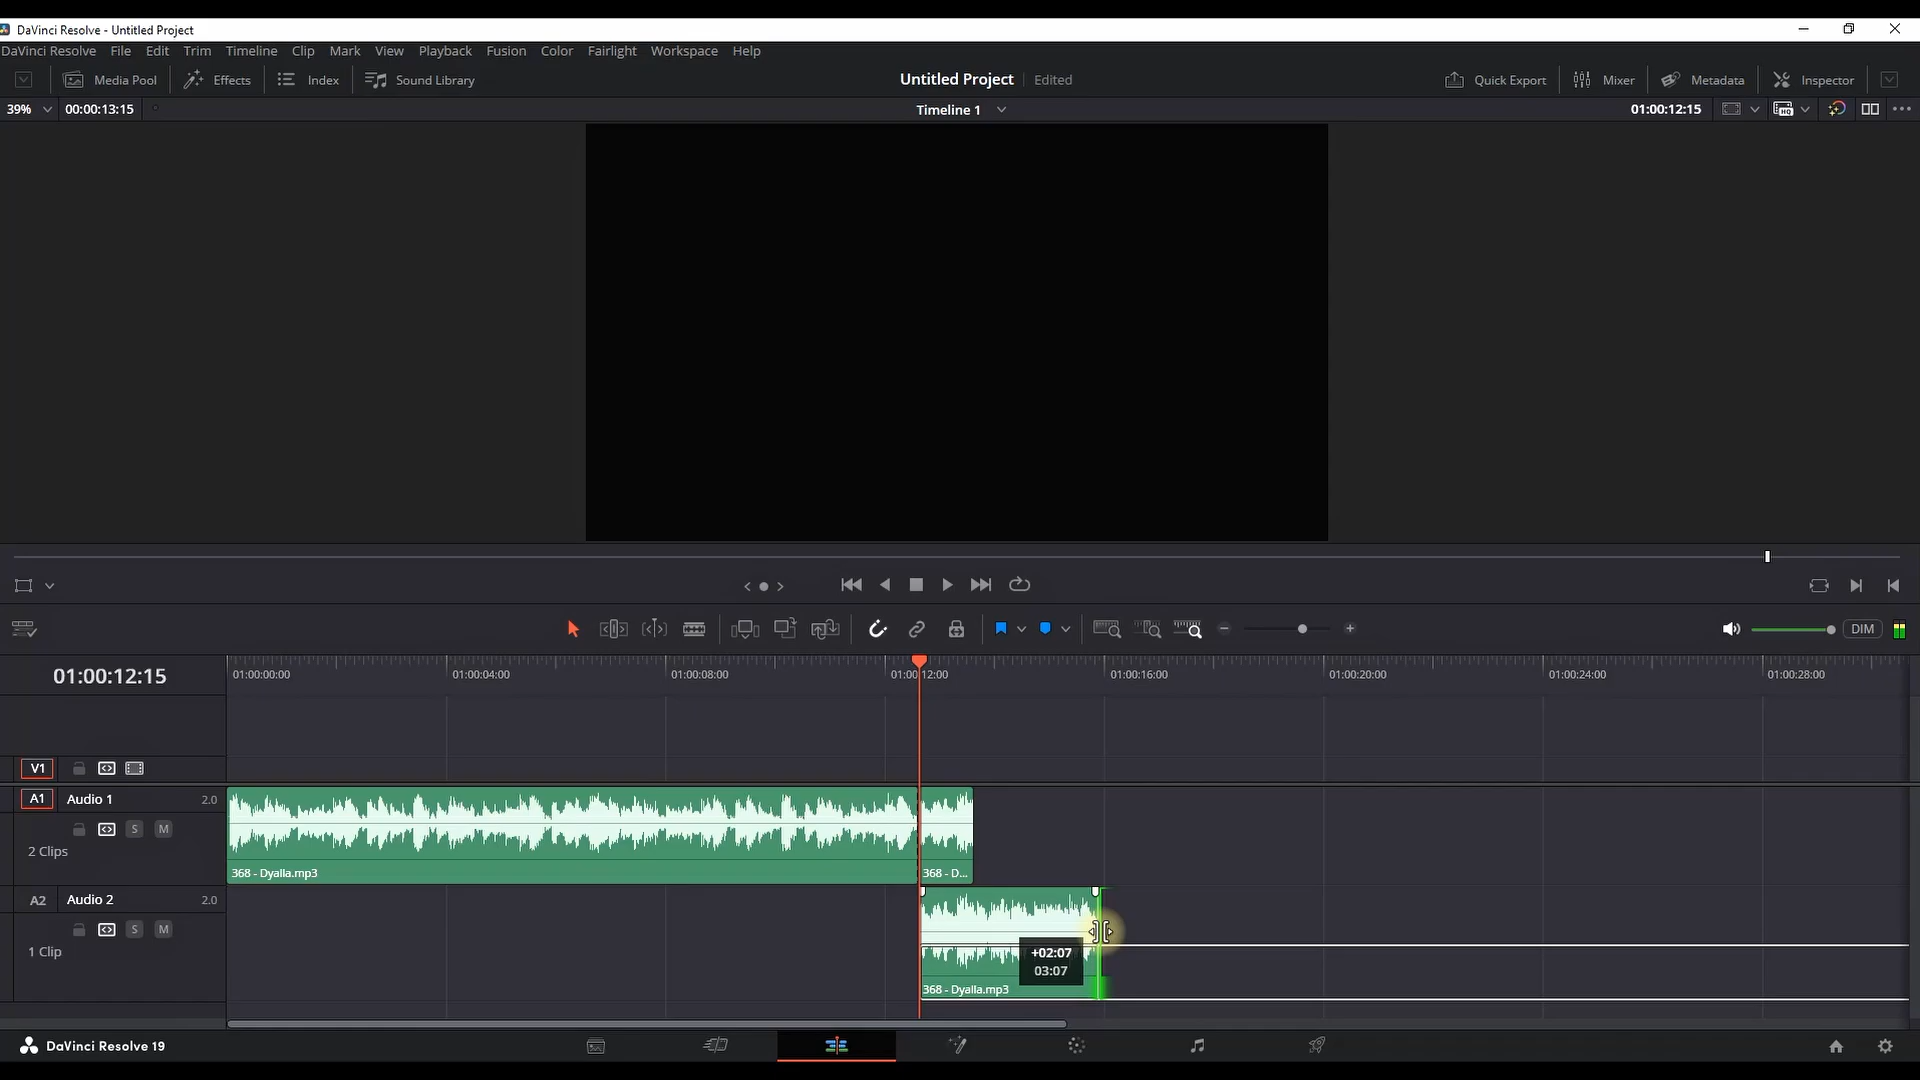 DaVinci Resolve - Untitled Project
DaVinci Resolve File Edit Trim Timeline Clip Mark View Playback Fusion Color Fairlight Workspace Help
Media Pool Effects Index Sound Library Untitled Project Edited Quick Export Mixer Metadata Inspector
39% 00:00:13:15 Timeline 1 01:00:12:15
DIM
01:00:12:15 01:00:00:00 01:00:04:00 01:00:08:00 01:00:12:00 01:00:16:00 01:00:20:00 01:00:24:00 01:00:28:00
V1
A1 Audio 1 2.0
S M
2 Clips
368 - Dyalla.mp3 368 - D...
A2 Audio 2 2.0
S M
1 Clip
+02:07
03:07
368 - Dyalla.mp3
DaVinci Resolve 19